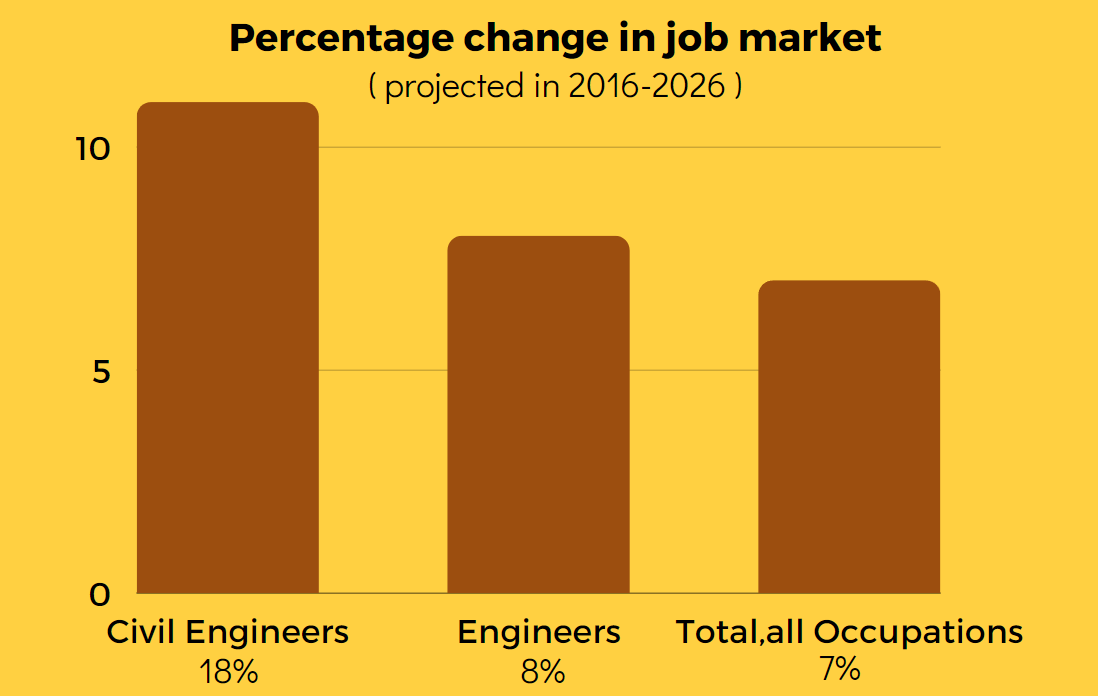 Percentage change in job market
( projected in 2016-2026 )
10
5
0
Civil Engineers
18%
Engineers
8%
Total,all Occupations
7%